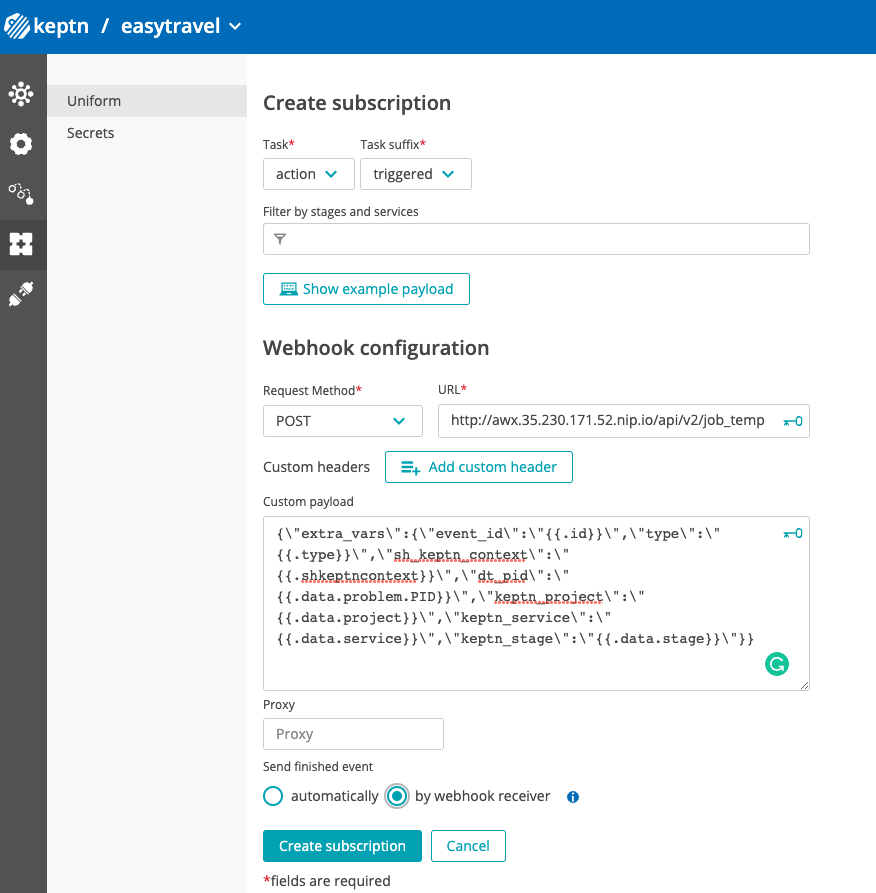 keptn / easytravel
Uniform
Secrets
Create subscription
Task* Task suffix*
action triggered
Filter by stages and services
Show example payload
Webhook configuration
Request Method* URL*
POST http://awx.35.230.171.52.nip.io/api/v2/job_temp
Custom headers Add custom header
Custom payload
{\"extra_vars\":{\"event_id\":\"{{.id}}\",\"type\":\"
{{.type}}\",\"sh_keptn_context\":\"
{{.shkeptncontext}}\",\"dt_pid\":\"
{{.data.problem.PID}}\",\"keptn_project\":\"
{{.data.project}}\",\"keptn_service\":\"
{{.data.service}}\",\"keptn_stage\":\"{{.data.stage}}\"}}
Proxy
Proxy
Send finished event
automatically by webhook receiver
Create subscription Cancel
*fields are required